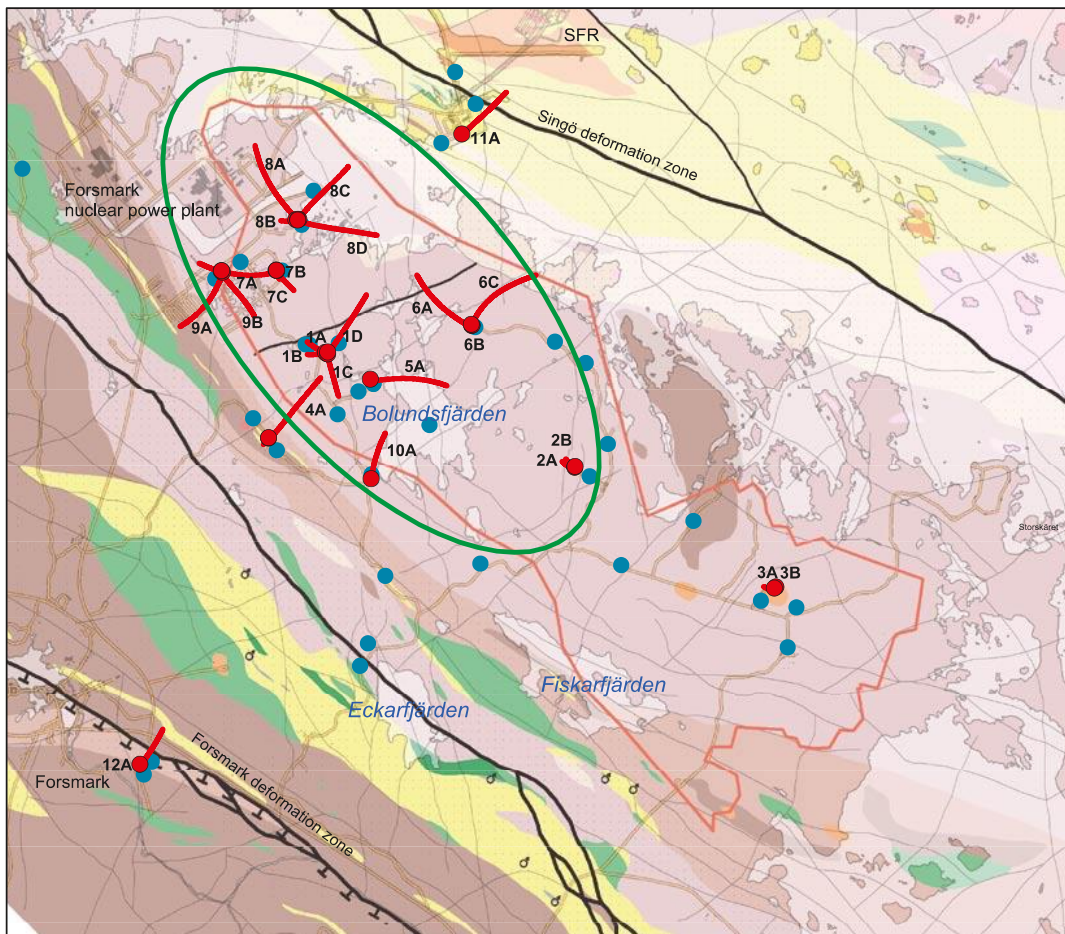 SFR
Singö deformation zone
11A
8A
8C
Forsmark
nuclear power plant
8B
8D
7A
7B
7C
6A
6C
9A
9B
6B
1A
1D
1B
1C
5A
4A
Bolundsfjärden
10A
2B
2A
Storskäret
3A
3B
Fiskarfjärden
Eckarfjärden
Forsmark deformation zone
12A
Forsmark